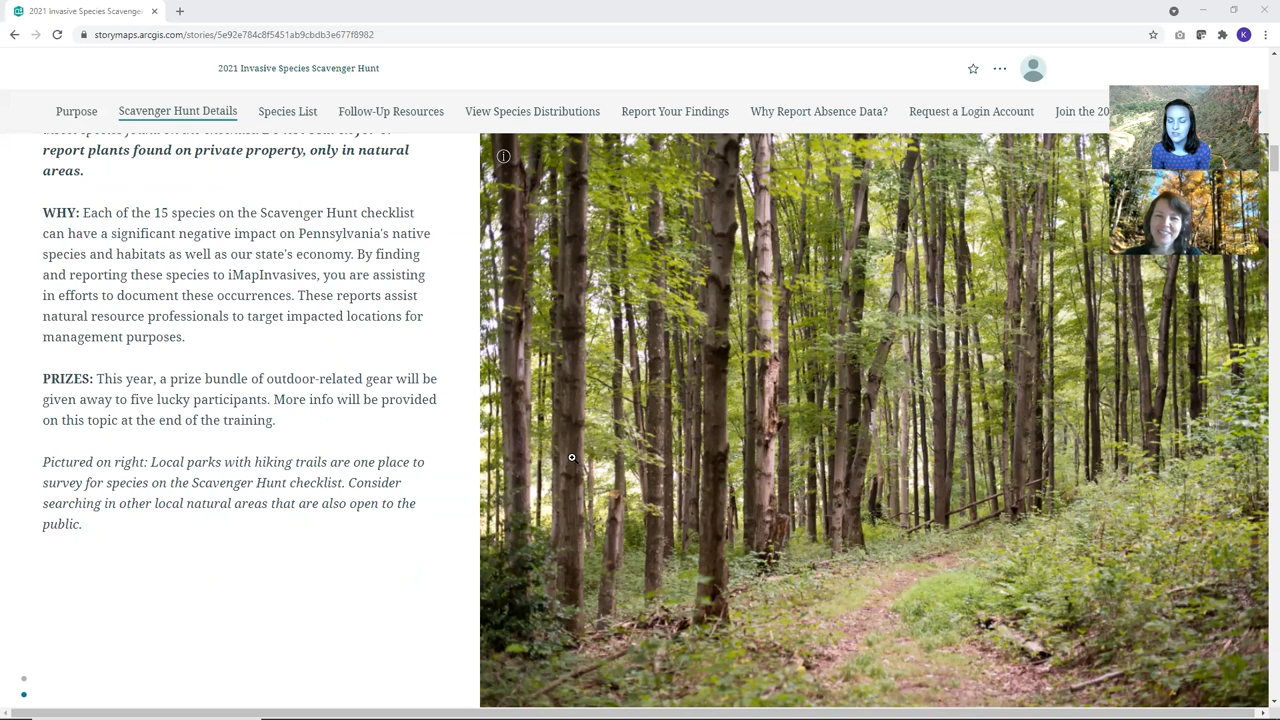 2021 Invasive Species Scavenge
storymaps.arcgis.com/stories/5e92e784c8f5451ab9cbdb3e677f8982
K
2021 Invasive Species Scavenger Hunt
Purpose
Scavenger Hunt Details
Species List
Follow-Up Resources
View Species Distributions
Report Your Findings
Why Report Absence Data?
Request a Login Account
Join the 20
report plants found on private property, only in natural
areas.
WHY: Each of the 15 species on the Scavenger Hunt checklist
can have a significant negative impact on Pennsylvania's native
species and habitats as well as our state's economy. By finding
and reporting these species to iMapInvasives, you are assisting
in efforts to document these occurrences. These reports assist
natural resource professionals to target impacted locations for
management purposes.
PRIZES: This year, a prize bundle of outdoor-related gear will be
given away to five lucky participants. More info will be provided
on this topic at the end of the training.
Pictured on right: Local parks with hiking trails are one place to
survey for species on the Scavenger Hunt checklist. Consider
searching in other local natural areas that are also open to the
public.